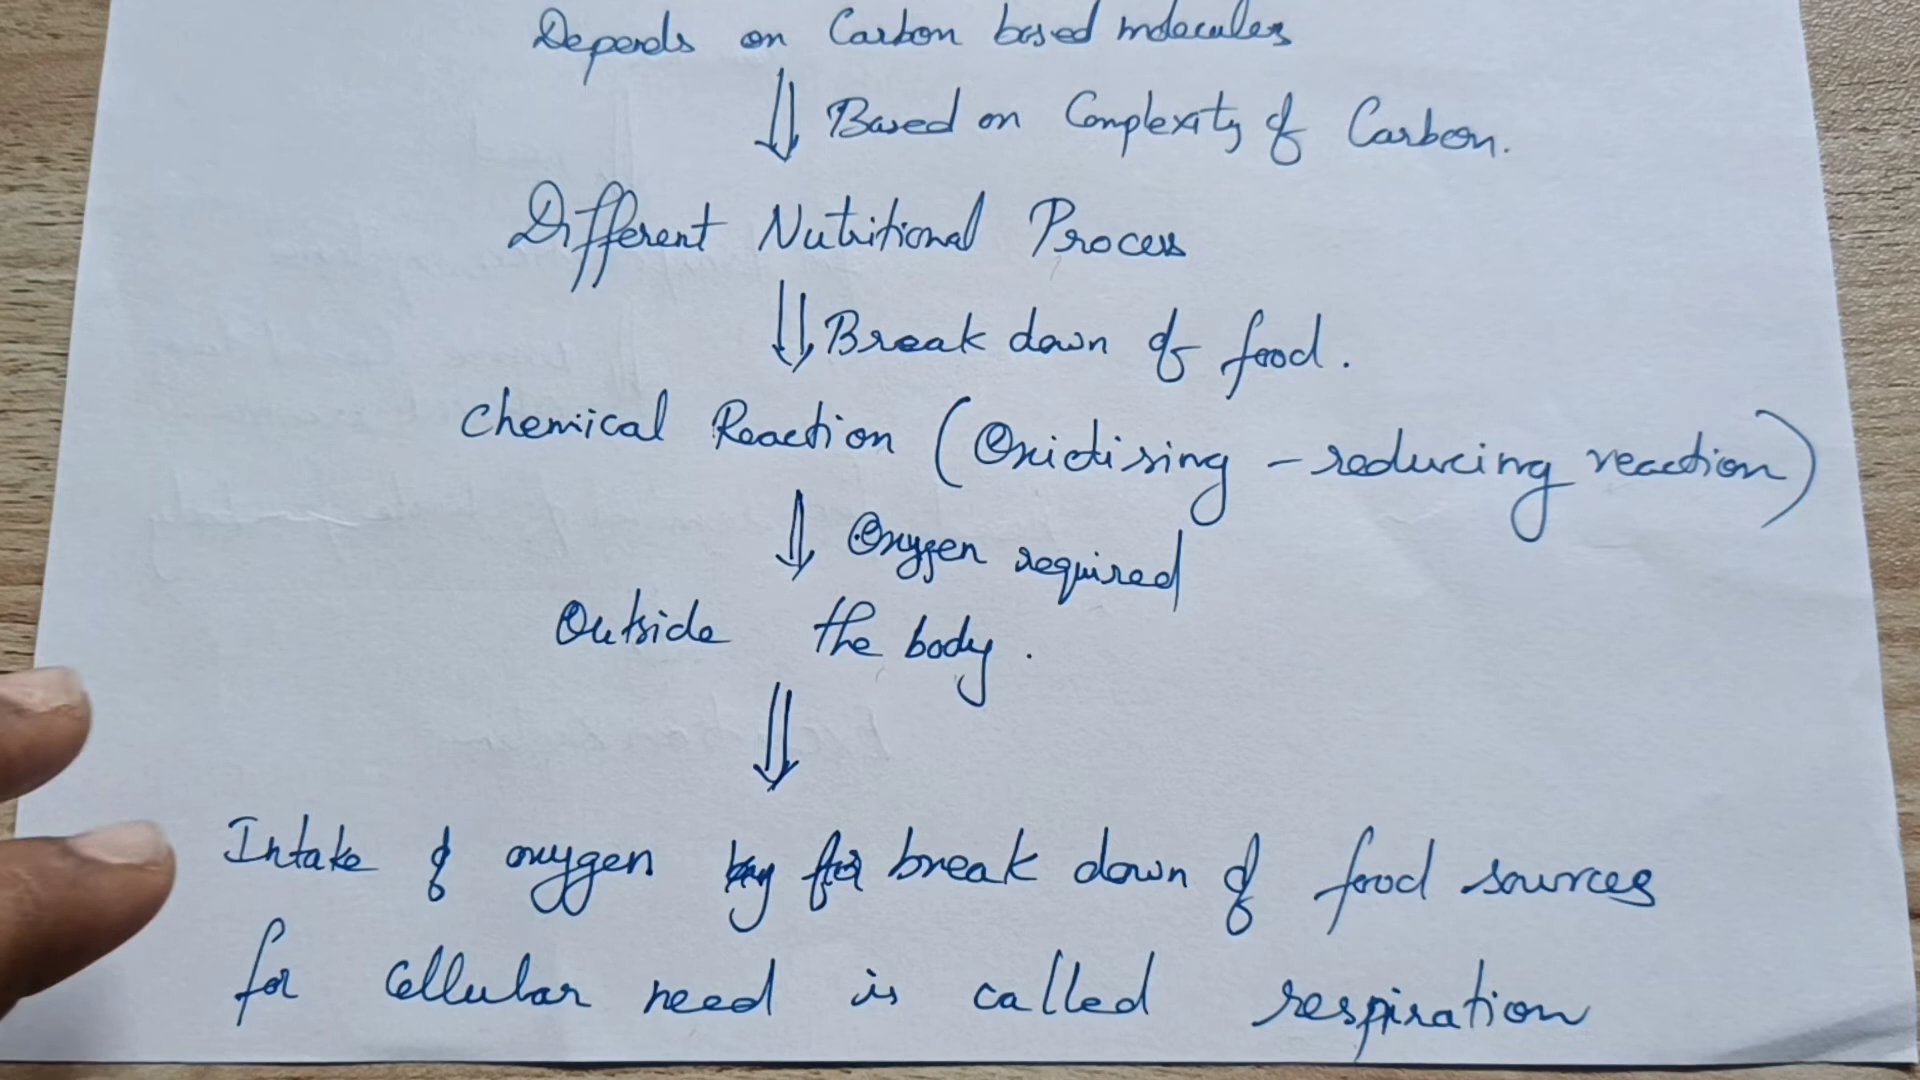 Depends on Carbon based molecules
⇓ Based on Complexity of Carbon.
Different Nutritional Process
⇓ Break down of food.
Chemical Reaction (Oxidising - reducing reaction)
⇓ Oxygen required
Outside the body.
⇓
Intake of oxygen for break down of food sources
for Cellular need is called respiration